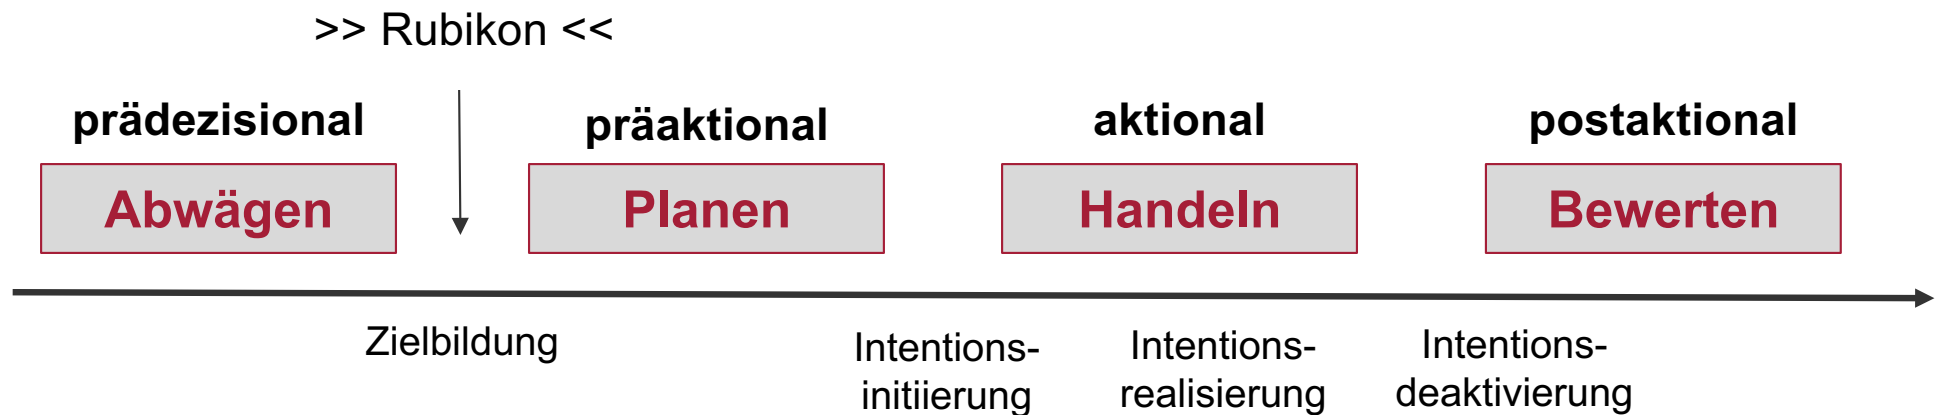 >> Rubikon <<
prädezisional
präaktional
aktional
postaktional
Abwägen
Planen
Handeln
Bewerten
Zielbildung
Intentions-
initiierung
Intentions-
realisierung
Intentions-
deaktivierung